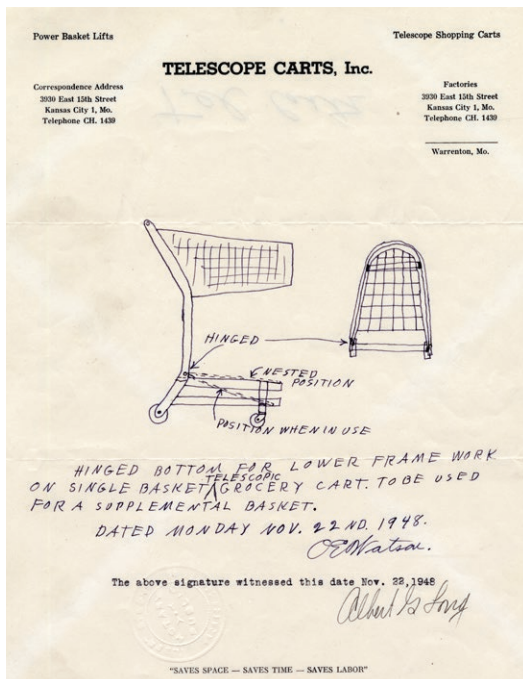 Power Basket Lifts
Telescope Shopping Carts
TELESCOPE CARTS, Inc.
Correspondence Address
3930 East 15th Street
Kansas City 1, Mo.
Telephone CH. 1439
Factories
3930 East 15th Street
Kansas City 1, Mo.
Telephone CH. 1439
Warrenton, Mo.
HINGED
NESTED
POSITION
POSITION WHEN IN USE
HINGED BOTTOM FOR LOWER FRAME WORK
TELESCOPIC
ON SINGLE BASKET GROCERY CART. TO BE USED
FOR A SUPPLEMENTAL BASKET.
DATED MONDAY NOV. 22ND. 1948.
OEWatson.
The above signature witnessed this date Nov. 22,1948
Albert G Long
"SAVES SPACE — SAVES TIME — SAVES LABOR"